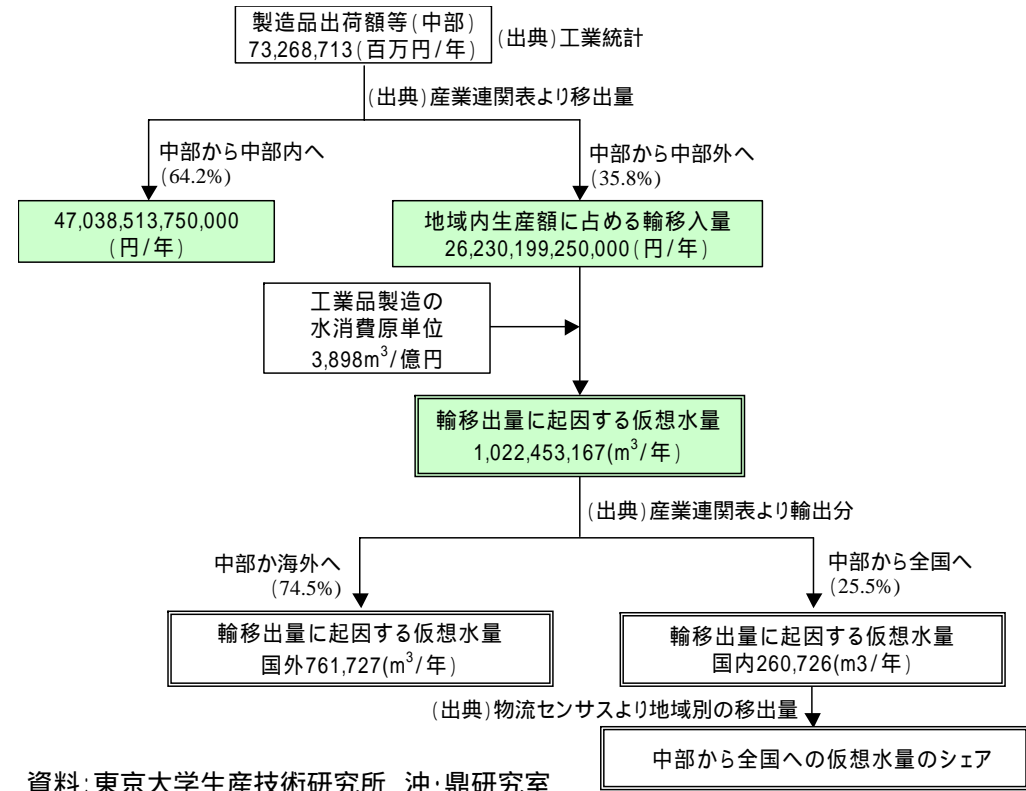 製造品出荷額等(中部)
73,268,713(百万円/年)
(出典)工業統計
(出典)産業連関表より移出量
中部から中部内へ
(64.2%)
中部から中部外へ
(35.8%)
47,038,513,750,000
(円/年)
地域内生産額に占める輸移入量
26,230,199,250,000(円/年)
工業品製造の
水消費原単位
3,898m³/億円
輸移出量に起因する仮想水量
1,022,453,167(m³/年)
(出典)産業連関表より輸出分
中部か海外へ
(74.5%)
中部から全国へ
(25.5%)
輸移出量に起因する仮想水量
国外761,727(m³/年)
輸移出量に起因する仮想水量
国内260,726(m3/年)
(出典)物流センサスより地域別の移出量
中部から全国への仮想水量のシェア
資料:東京大学生産技術研究所 沖・鼎研究室